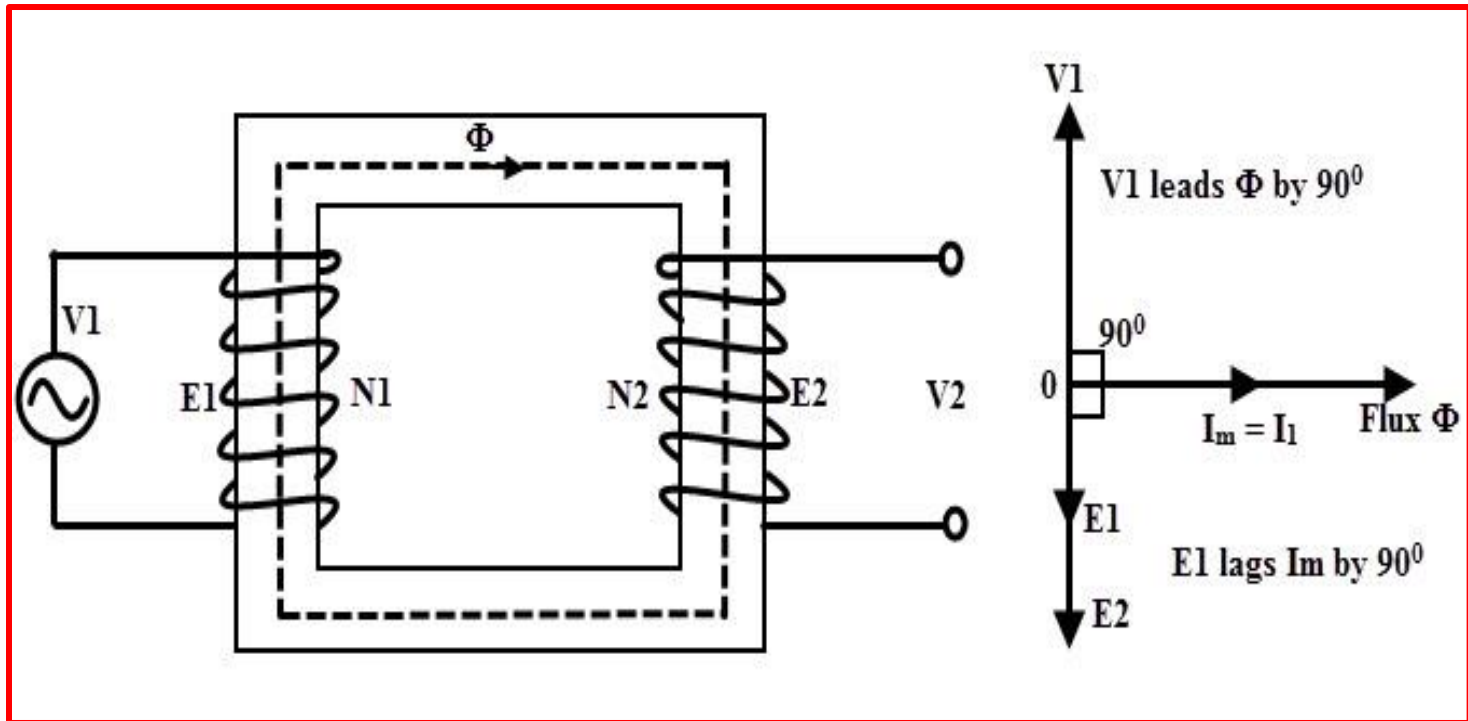 Φ
V1
E1
N1
N2
E2
V2
V1
V1 leads Φ by 90⁰
90⁰
0
Iₘ = I₁
Flux Φ
E1
E1 lags Im by 90⁰
E2